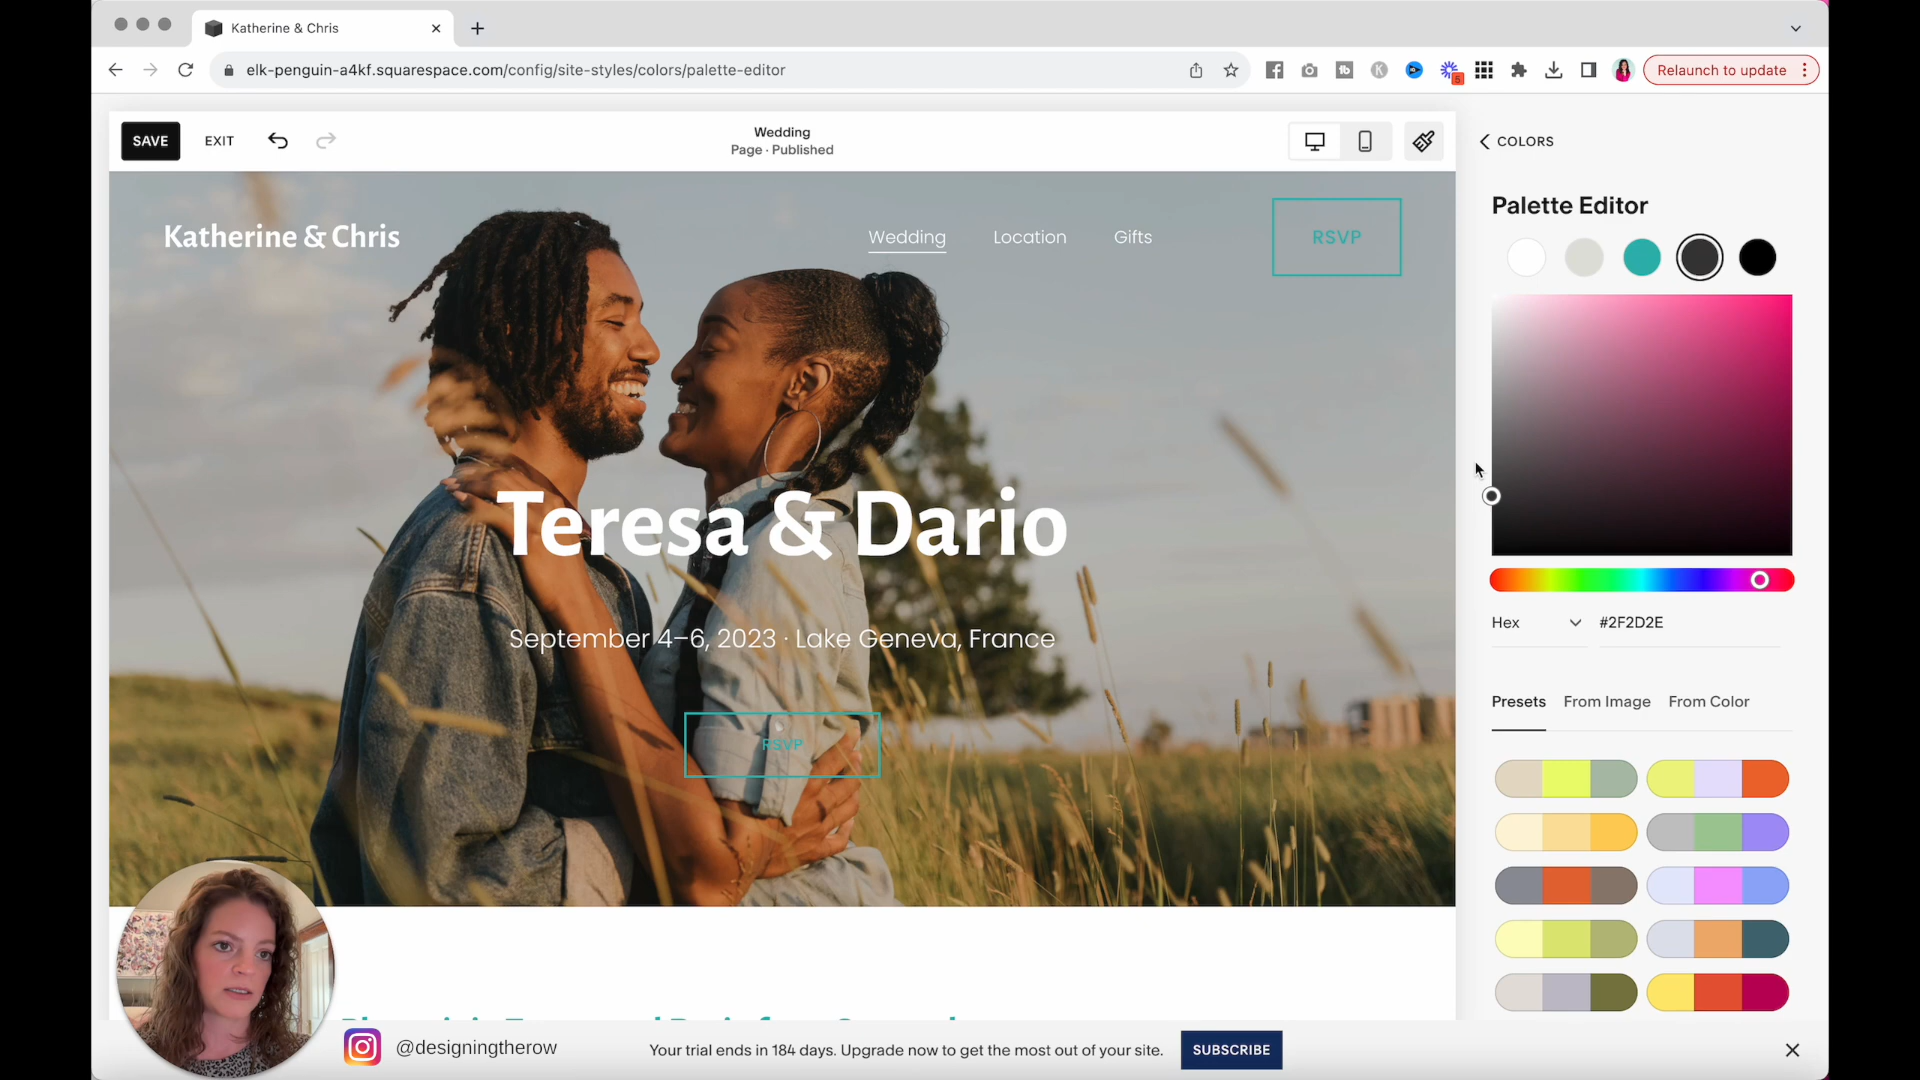 Katherine & Chris
elk-penguin-a4kf.squarespace.com/config/site-styles/colors/palette-editor
5
Relaunch to update
SAVE
EXIT
Wedding
Page · Published
COLORS
Palette Editor
Katherine & Chris
Wedding
Location
Gifts
RSVP
Teresa & Dario
September 4–6, 2023 · Lake Geneva, France
RSVP
Hex
#2F2D2E
Presets
From Image
From Color
@designingtherow
Your trial ends in 184 days. Upgrade now to get the most out of your site.
SUBSCRIBE